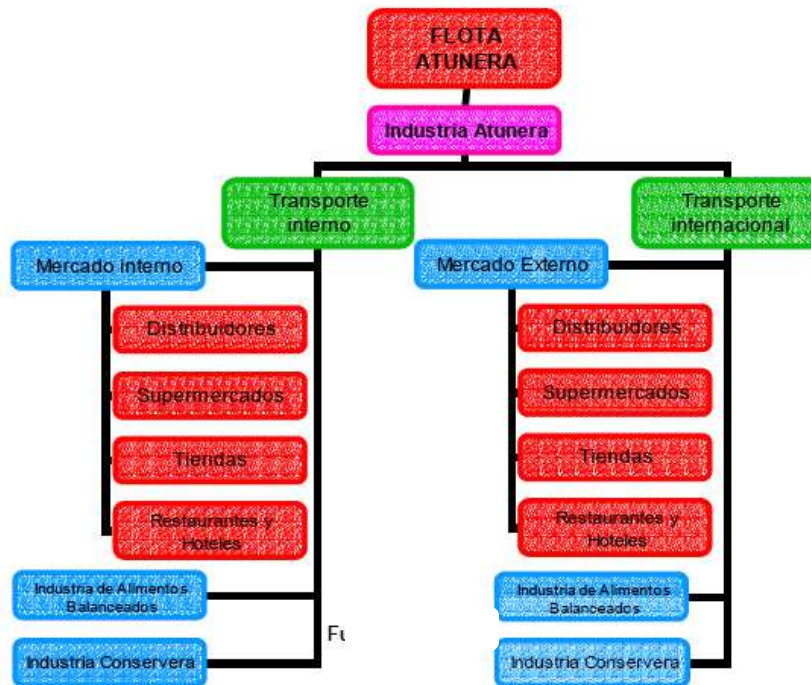 FLOTA
ATUNERA
Industria Atunera
Transporte
interno
Mercado interno
Distribuidores
Supermercados
Tiendas
Restaurantes y
Hoteles
Industria de Alimentos
Balanceados
Industria Conservera
Transporte
internacional
Mercado Externo
Distribuidores
Supermercados
Tiendas
Restaurantes y
Hoteles
Industria de Alimentos
Balanceados
Industria Conservera